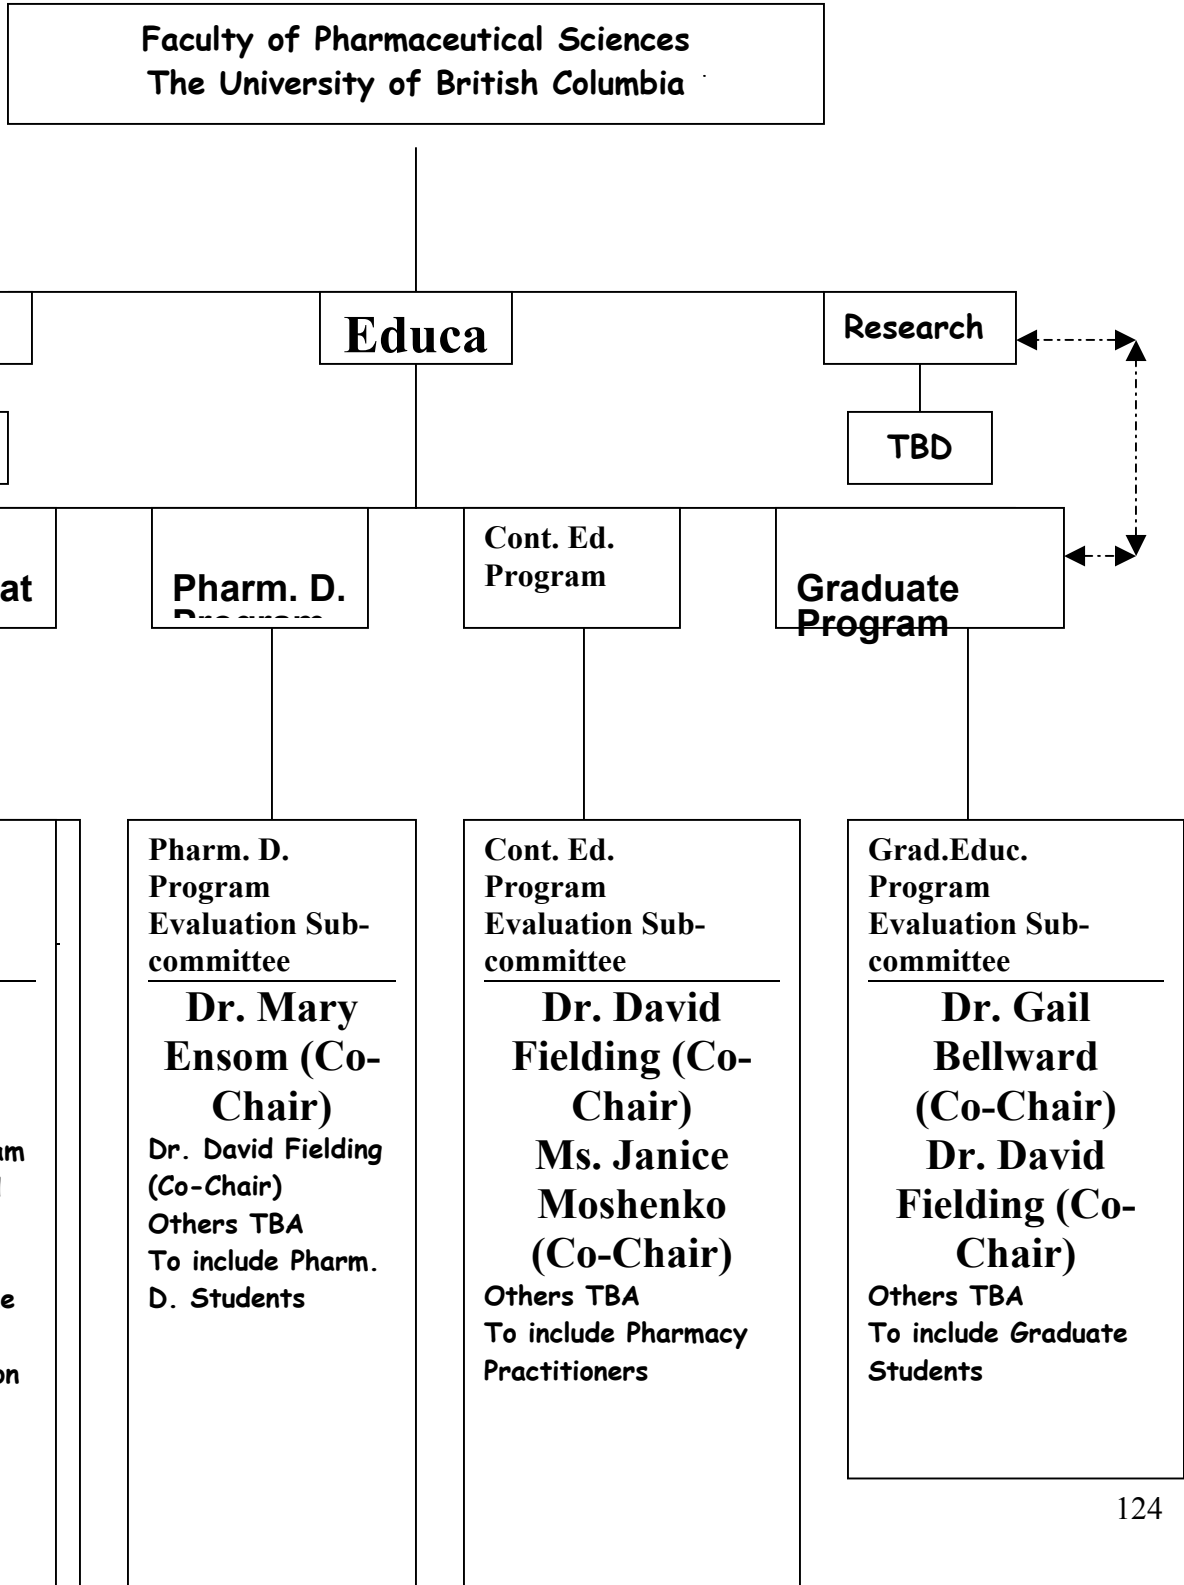 Faculty of Pharmaceutical Sciences
The University of British Columbia
Educa
Research
TBD
at
Pharm. D.
Program
Cont. Ed.
Program
Graduate
Program
am
e
on
Pharm. D.
Program
Evaluation Sub-
committee
Dr. Mary
Ensom (Co-
Chair)
Dr. David Fielding
(Co-Chair)
Others TBA
To include Pharm.
D. Students
Cont. Ed.
Program
Evaluation Sub-
committee
Dr. David
Fielding (Co-
Chair)
Ms. Janice
Moshenko
(Co-Chair)
Others TBA
To include Pharmacy
Practitioners
Grad.Educ.
Program
Evaluation Sub-
committee
Dr. Gail
Bellward
(Co-Chair)
Dr. David
Fielding (Co-
Chair)
Others TBA
To include Graduate
Students
124